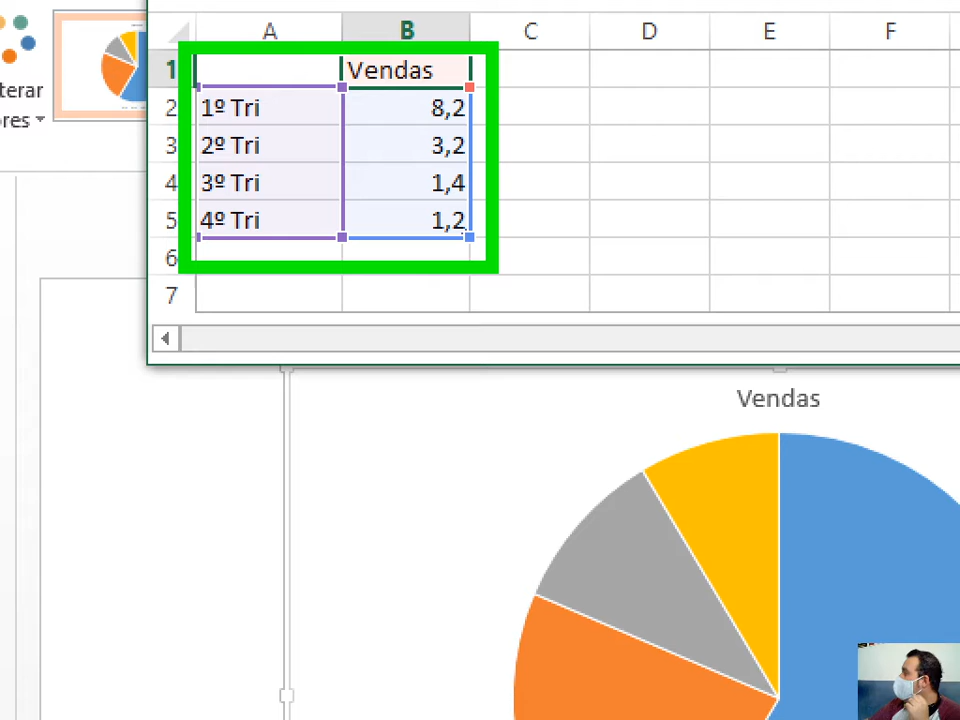 terar
res
A B C D E F
1 Vendas
2 1º Tri 8,2
3 2º Tri 3,2
4 3º Tri 1,4
5 4º Tri 1,2
6
7
Vendas